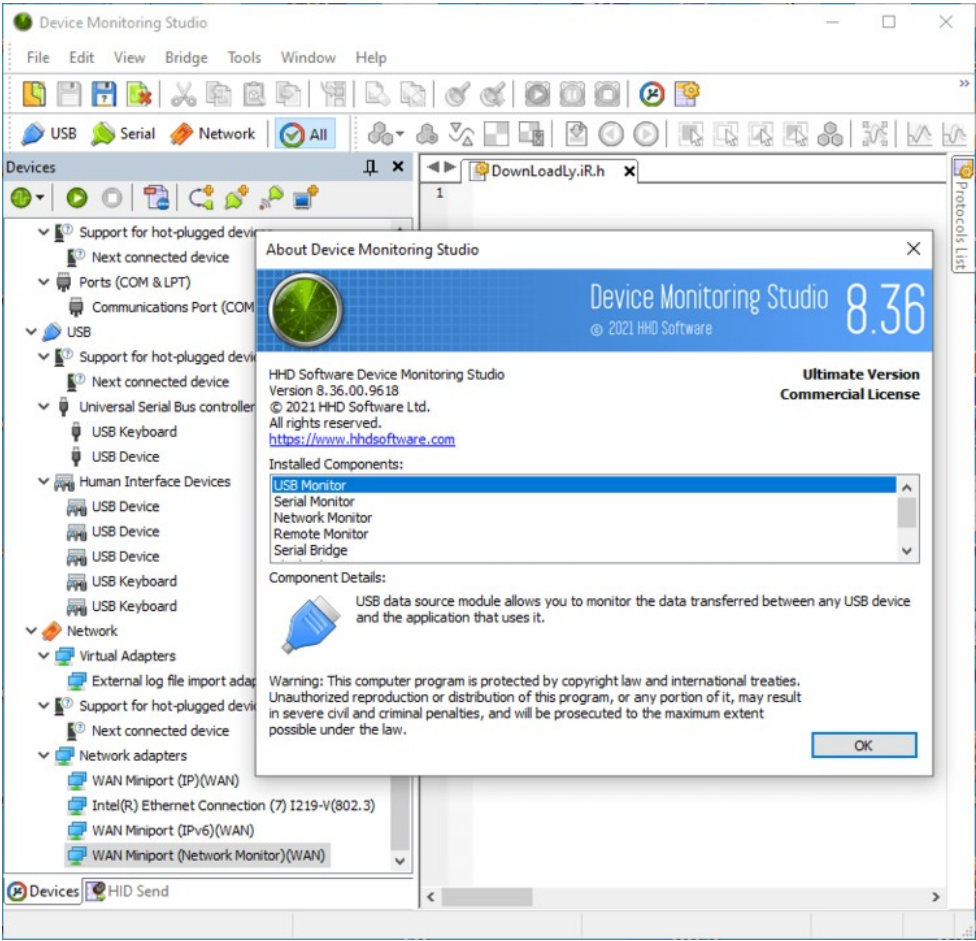 Device Monitoring Studio
File Edit View Bridge Tools Window Help
USB Serial Network All
Devices
DownLoadLy.iR.h
1
Protocols List
Support for hot-plugged
Next connected device
Ports (COM & LPT)
Communications Port (COM
USB
Support for hot-plugged
Next connected device
Universal Serial Bus controller
USB Keyboard
USB Device
Human Interface Devices
USB Device
USB Device
USB Device
USB Keyboard
USB Keyboard
Network
Virtual Adapters
External log file import
Support for hot-plugged
Next connected device
Network adapters
WAN Miniport (IP)(WAN)
Intel(R) Ethernet Connection (7) I219-V(802.3)
WAN Miniport (IPv6)(WAN)
WAN Miniport (Network Monitor)(WAN)
Devices HID Send
About Device Monitoring Studio
Device Monitoring Studio 8.36
© 2021 HHD Software
HHD Software Device Monitoring Studio
Version 8.36.00.9618
© 2021 HHD Software Ltd.
All rights reserved.
https://www.hhdsoftware.com
Ultimate Version
Commercial License
Installed Components:
USB Monitor
Serial Monitor
Network Monitor
Remote Monitor
Serial Bridge
Component Details:
USB data source module allows you to monitor the data transferred between any USB device
and the application that uses it.
Warning: This computer program is protected by copyright law and international treaties.
Unauthorized reproduction or distribution of this program, or any portion of it, may result
in severe civil and criminal penalties, and will be prosecuted to the maximum extent
possible under the law.
OK